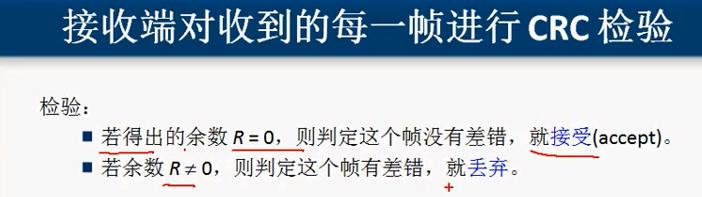 接收端对收到的每一帧进行 CRC 检验
检验：
■ 若得出的余数 R = 0，则判定这个帧没有差错，就接受(accept)。
■ 若余数 R ≠ 0，则判定这个帧有差错，就丢弃。